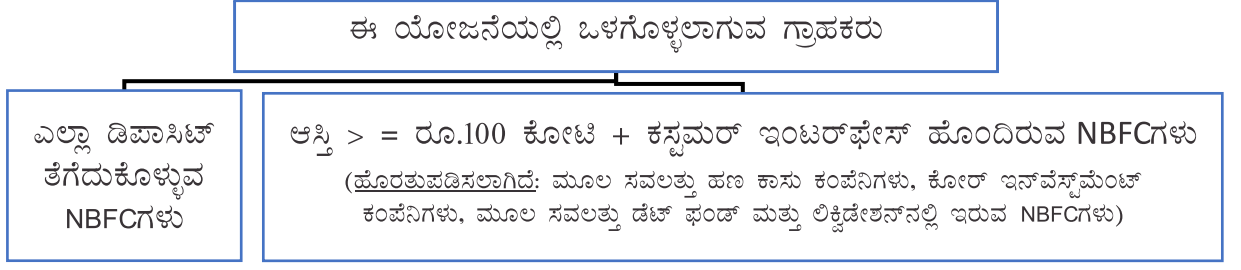 ಈ ಯೋಜನೆಯಲ್ಲಿ ಒಳಗೊಳ್ಳಲಾಗುವ ಗ್ರಾಹಕರು
ಎಲ್ಲಾ ಡಿಪಾಸಿಟ್
ತೆಗೆದುಕೊಳ್ಳುವ
NBFCಗಳು
ಆಸ್ತಿ > = ರೂ.100 ಕೋಟಿ + ಕಸ್ಟಮರ್ ಇಂಟರ್‌ಫೇಸ್ ಹೊಂದಿರುವ NBFCಗಳು
(ಹೊರತುಪಡಿಸಲಾಗಿದೆ: ಮೂಲ ಸವಲತ್ತು ಹಣ ಕಾಸು ಕಂಪೆನಿಗಳು, ಕೋರ್ ಇನ್‌ವೆಸ್ಟ್‌ಮೆಂಟ್
ಕಂಪೆನಿಗಳು, ಮೂಲ ಸವಲತ್ತು ಡೆಟ್ ಫಂಡ್ ಮತ್ತು ಲಿಕ್ವಿಡೇಶನ್‌ನಲ್ಲಿ ಇರುವ NBFCಗಳು)